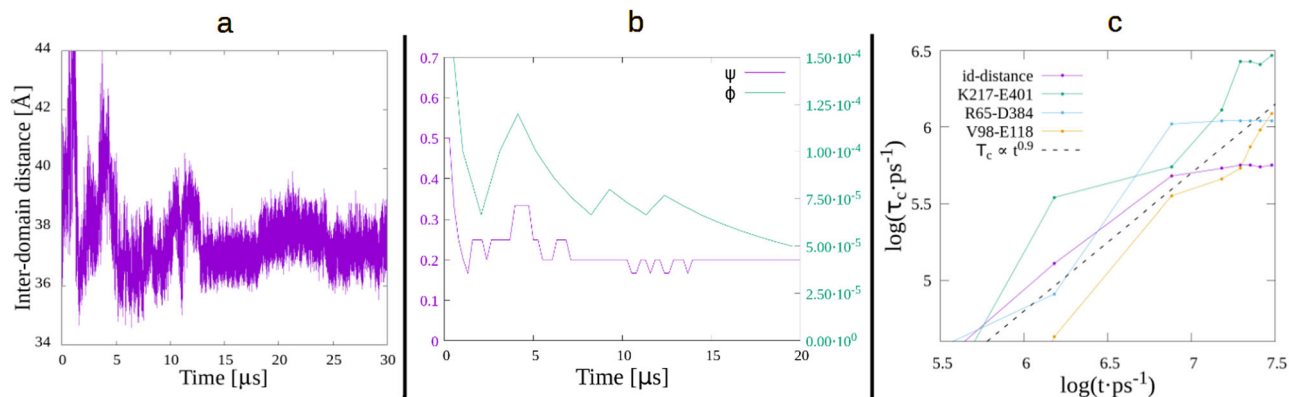 a
Inter-domain distance [Å]
44
42
40
38
36
34
0 5 10 15 20 25 30
Time [μs]
b
0.7
0.6
0.5
0.4
0.3
0.2
0.1
0
ψ
ϕ
1.50·10⁻⁴
1.25·10⁻⁴
1.00·10⁻⁴
7.50·10⁻⁵
5.00·10⁻⁵
2.50·10⁻⁵
0.00·10⁰
0 5 10 15 20
Time [μs]
c
log(τc·ps⁻¹)
6.5
6
5.5
5
id-distance
K217-E401
R65-D384
V98-E118
Τc ∝ t⁰·⁹
5.5 6 6.5 7 7.5
log(t·ps⁻¹)